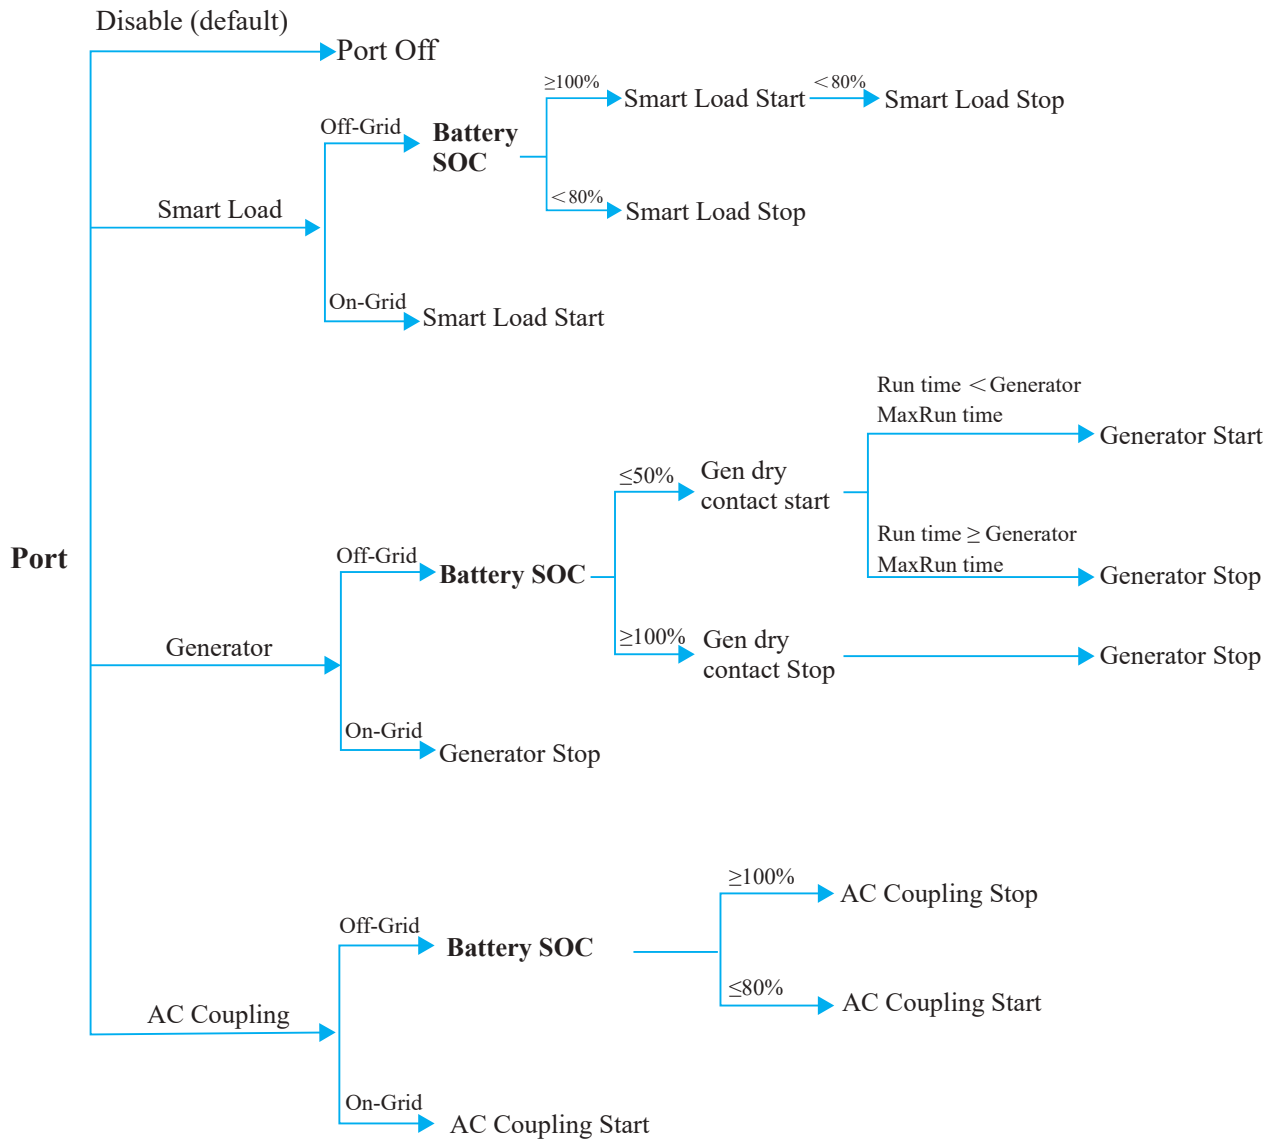 Disable (default)
Port Off
≥100%
Smart Load Start
＜80%
Smart Load Stop
Off-Grid
Battery
SOC
＜80%
Smart Load Stop
Smart Load
On-Grid
Smart Load Start
Run time ＜Generator
MaxRun time
Generator Start
≤50%
Gen dry
contact start
Run time ≥ Generator
MaxRun time
Generator Stop
Port
Off-Grid
Battery SOC
≥100%
Gen dry
contact Stop
Generator Stop
Generator
On-Grid
Generator Stop
≥100%
AC Coupling Stop
Off-Grid
Battery SOC
≤80%
AC Coupling Start
AC Coupling
On-Grid
AC Coupling Start